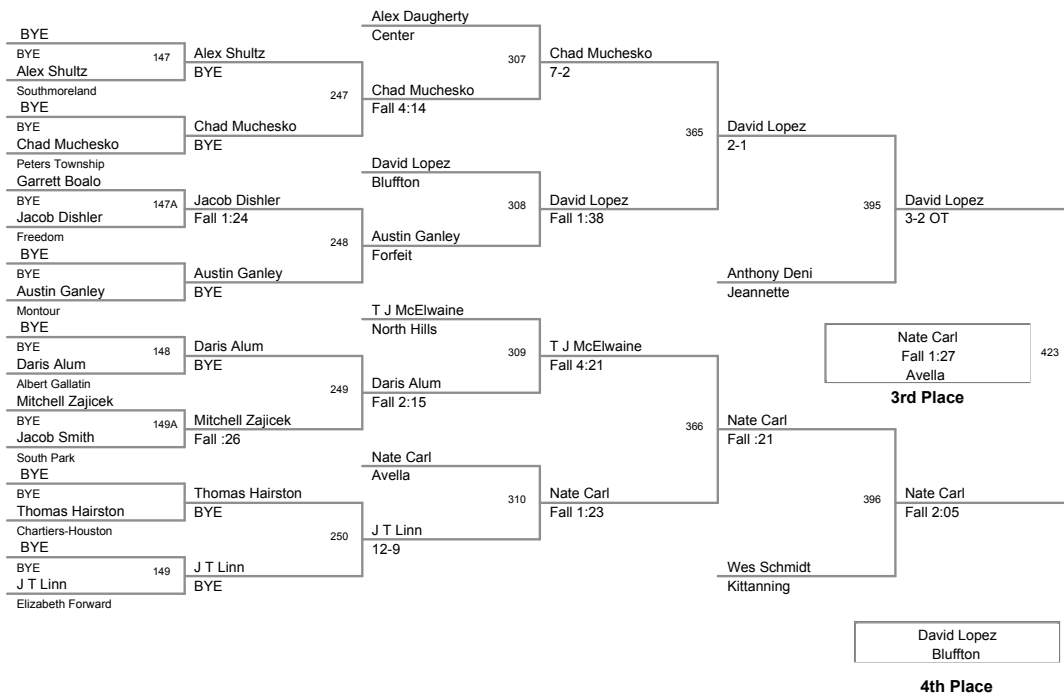 BYE
BYE
147
Alex Shultz
Southmoreland
BYE
BYE
Chad Muchesko
Peters Township
Garrett Boalo
BYE
147A
Jacob Dishler
Freedom
BYE
BYE
Austin Ganley
Montour
BYE
BYE
148
Daris Alum
Albert Gallatin
Mitchell Zajicek
BYE
149A
Jacob Smith
South Park
BYE
BYE
Thomas Hairston
Chartiers-Houston
BYE
BYE
149
J T Linn
Elizabeth Forward
Alex Shultz
BYE
247
Chad Muchesko
BYE
Jacob Dishler
Fall 1:24
248
Austin Ganley
BYE
Daris Alum
BYE
249
Mitchell Zajicek
Fall :26
Thomas Hairston
BYE
250
J T Linn
BYE
Alex Daugherty
Center
307
Chad Muchesko
Fall 4:14
David Lopez
Bluffton
308
Austin Ganley
Forfeit
T J McElwaine
North Hills
309
Daris Alum
Fall 2:15
Nate Carl
Avella
310
J T Linn
12-9
Chad Muchesko
7-2
365
David Lopez
Fall 1:38
T J McElwaine
Fall 4:21
366
Nate Carl
Fall 1:23
David Lopez
2-1
395
Anthony Deni
Jeannette
Nate Carl
Fall :21
396
Wes Schmidt
Kittanning
David Lopez
3-2 OT
Nate Carl
Fall 1:27
Avella
423
3rd Place
Nate Carl
Fall 2:05
David Lopez
Bluffton
4th Place